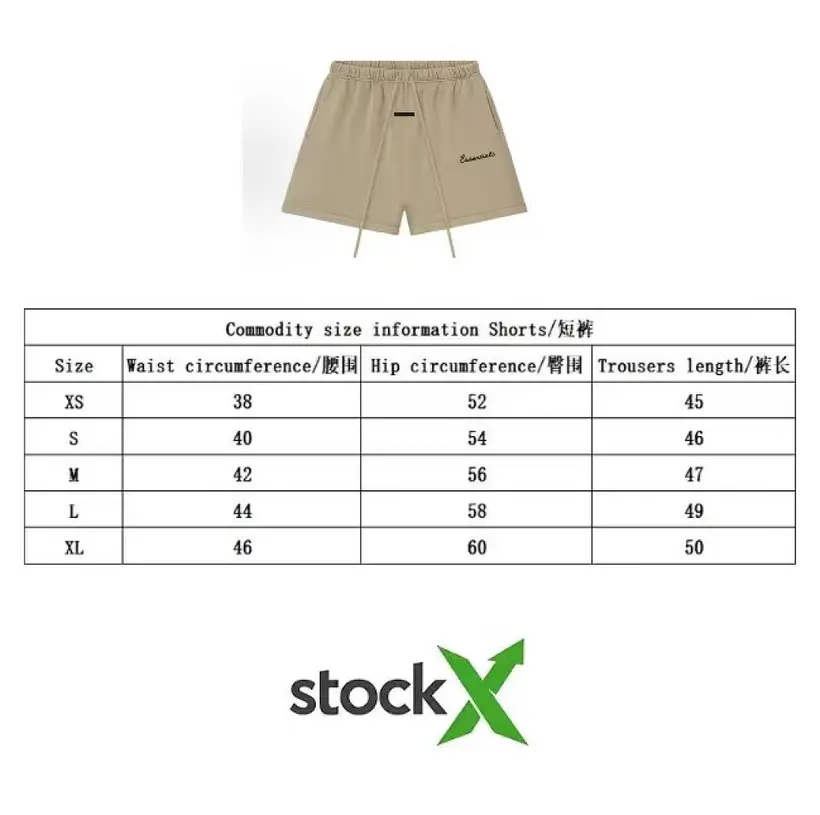 Essentials
Commodity size information Shorts/短裤
Size Waist circumference/腰围 Hip circumference/臀围 Trousers length/裤长
XS 38 52 45
S 40 54 46
M 42 56 47
L 44 58 49
XL 46 60 50
stockX